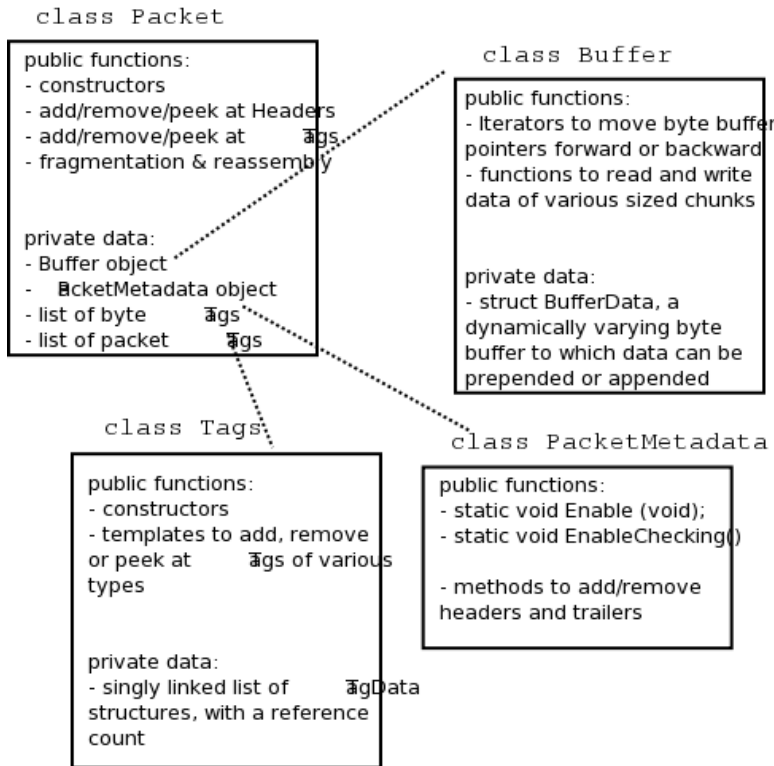 class Packet
public functions:
- constructors
- add/remove/peek at Headers
- add/remove/peek at Tags
- fragmentation & reassembly
private data:
- Buffer object
- PacketMetadata object
- list of byte Tags
- list of packet Tags
class Buffer
public functions:
- Iterators to move byte buffer
pointers forward or backward
- functions to read and write
data of various sized chunks
private data:
- struct BufferData, a
dynamically varying byte
buffer to which data can be
prepended or appended
class Tags
public functions:
- constructors
- templates to add, remove
or peek at Tags of various
types
private data:
- singly linked list of TagData
structures, with a reference
count
class PacketMetadata
public functions:
- static void Enable (void);
- static void EnableChecking()
- methods to add/remove
headers and trailers